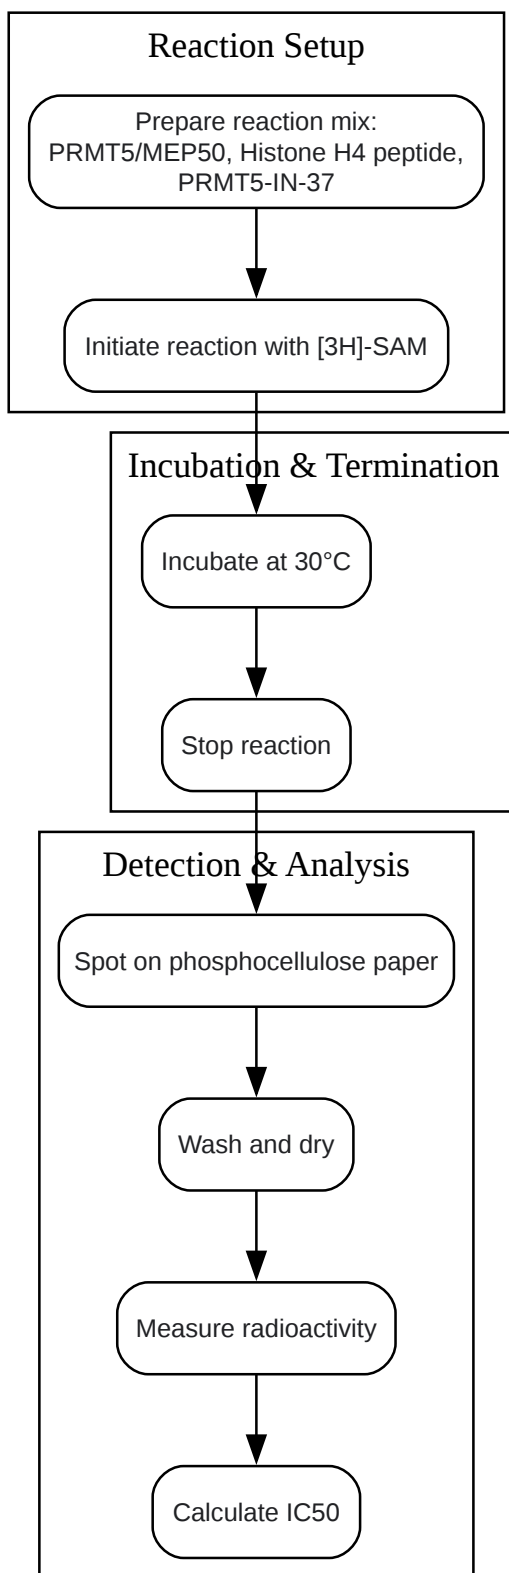 Reaction Setup
Prepare reaction mix:
PRMT5/MEP50, Histone H4 peptide,
PRMT5-IN-37
Initiate reaction with [3H]-SAM
Incubation & Termination
Incubate at 30°C
Stop reaction
Detection & Analysis
Spot on phosphocellulose paper
Wash and dry
Measure radioactivity
Calculate IC50